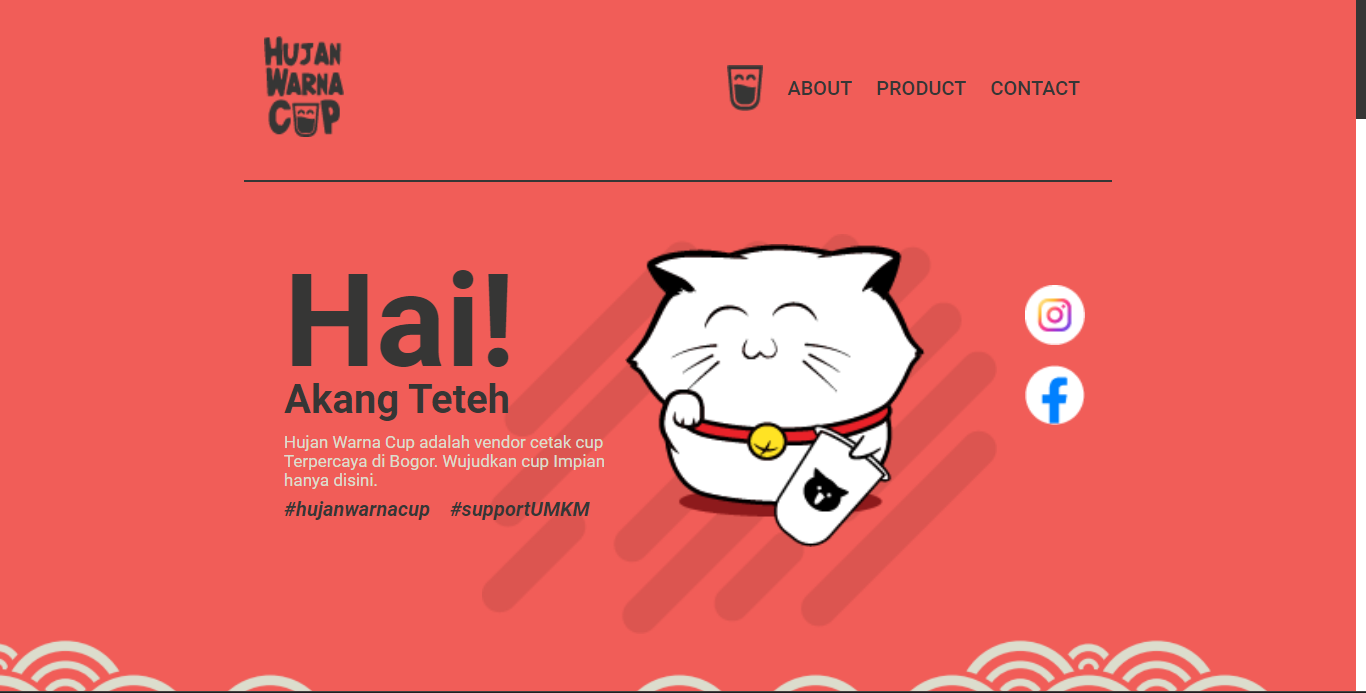 HUJAN
WARNA
CUP
ABOUT PRODUCT CONTACT
Hai!
Akang Teteh
Hujan Warna Cup adalah vendor cetak cup
Terpercaya di Bogor. Wujudkan cup Impian
hanya disini.
#hujanwarnacup #supportUMKM